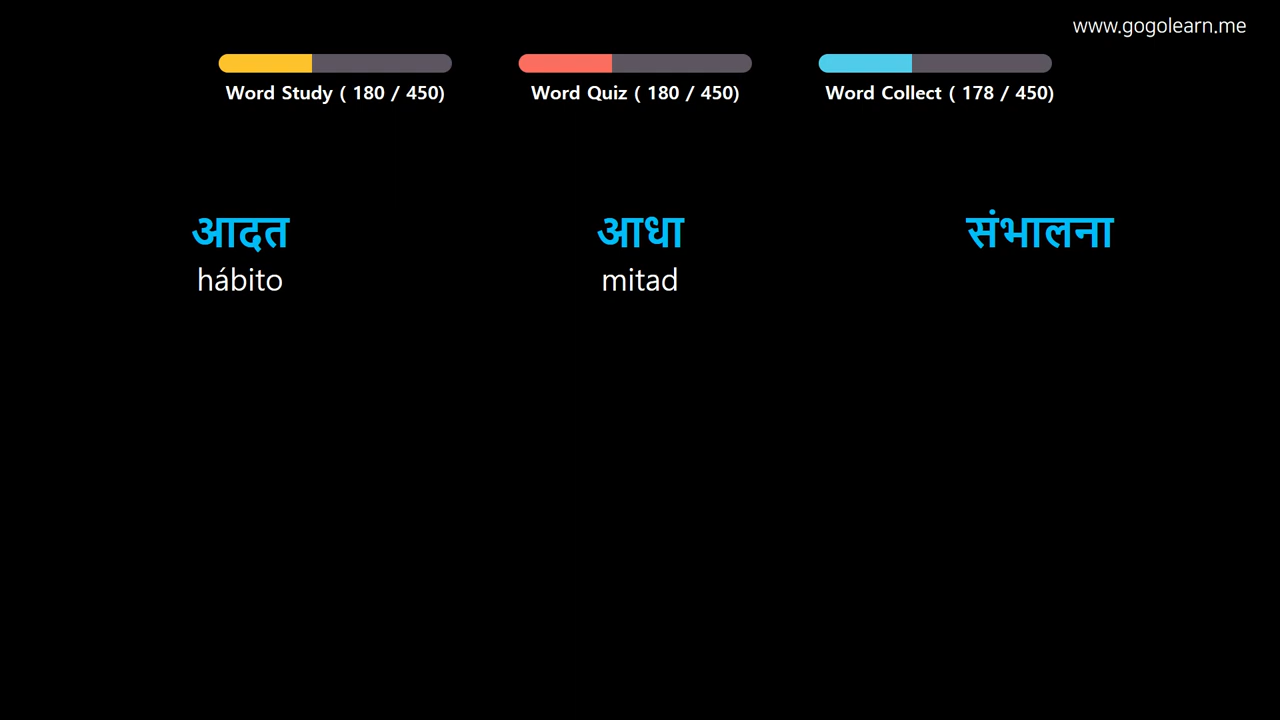 www.gogolearn.me
Word Study ( 180 / 450)
Word Quiz ( 180 / 450)
Word Collect ( 178 / 450)
आदत
hábito
आधा
mitad
संभालना